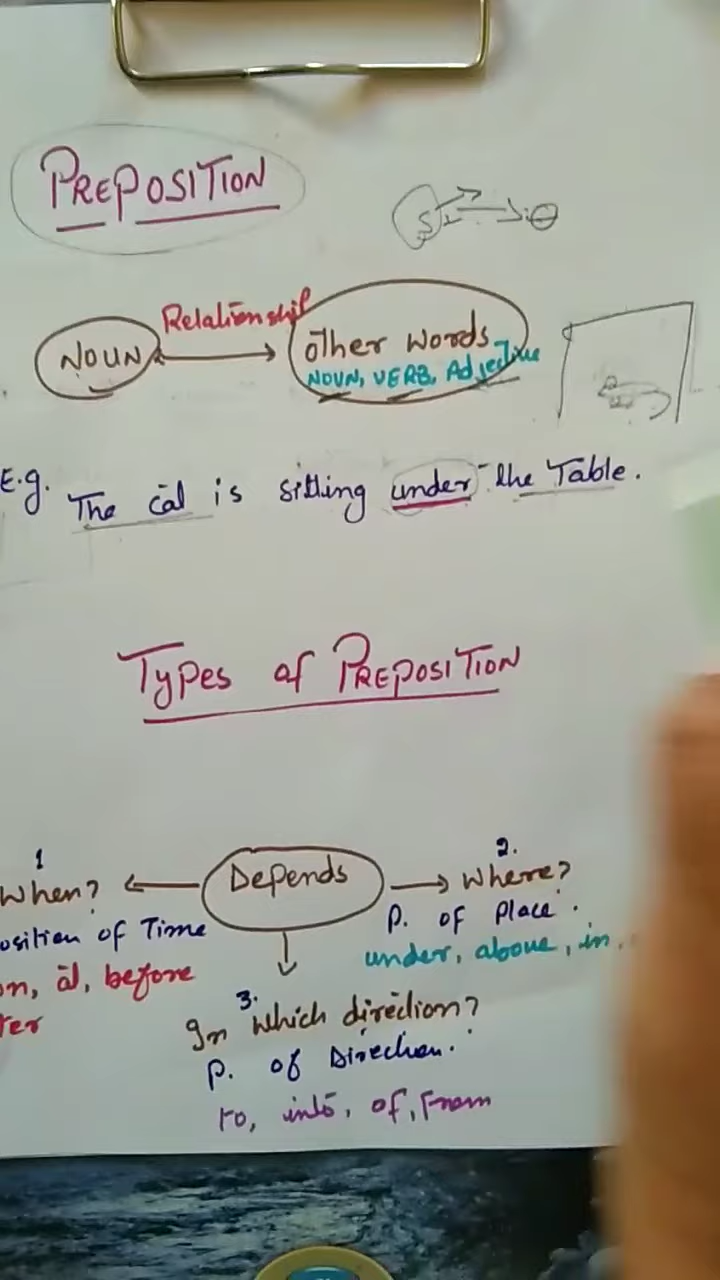 PREPOSITION
S
Relationship
NOUN
other words
NOUN, VERB, Adjective
E.g. The cat is sitting under the Table.
Types of PREPOSITION
1
When?
osition of Time
on, at, before
ter
Depends
2.
Where?
P. of Place.
under, above, in,
3.
In which direction?
P. of Direction.
to, into, of, From